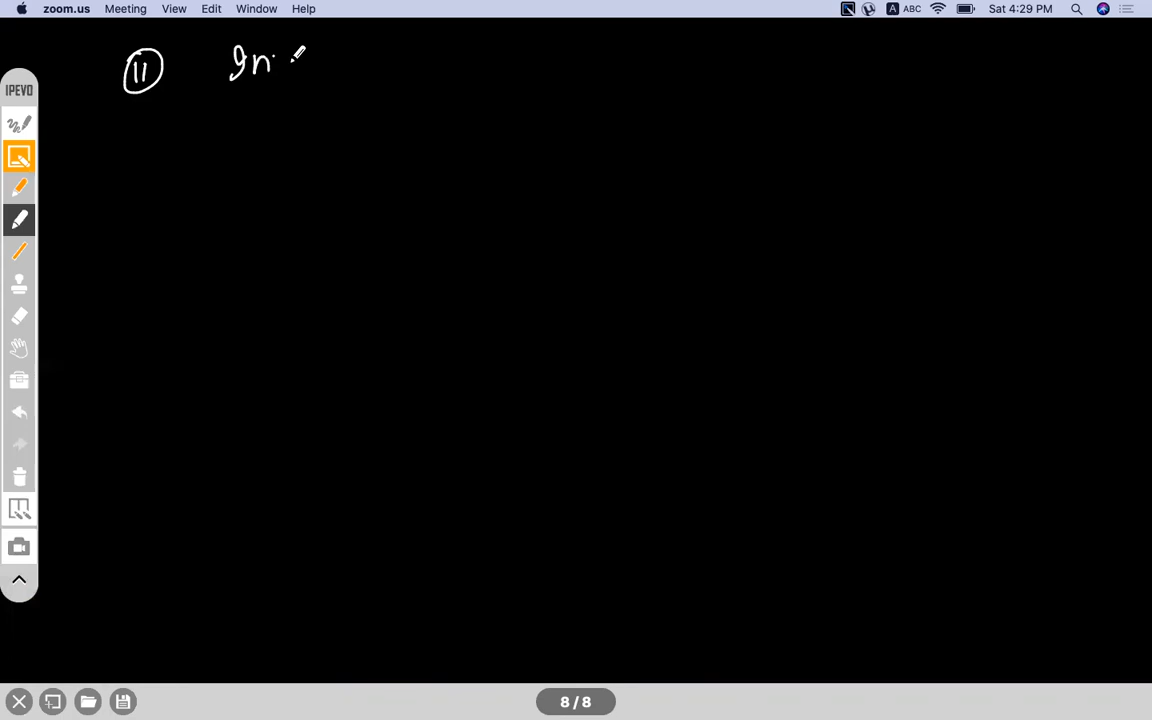 zoom.us Meeting View Edit Window Help A ABC Sat 4:29 PM
11 In
IPEVO
8 / 8